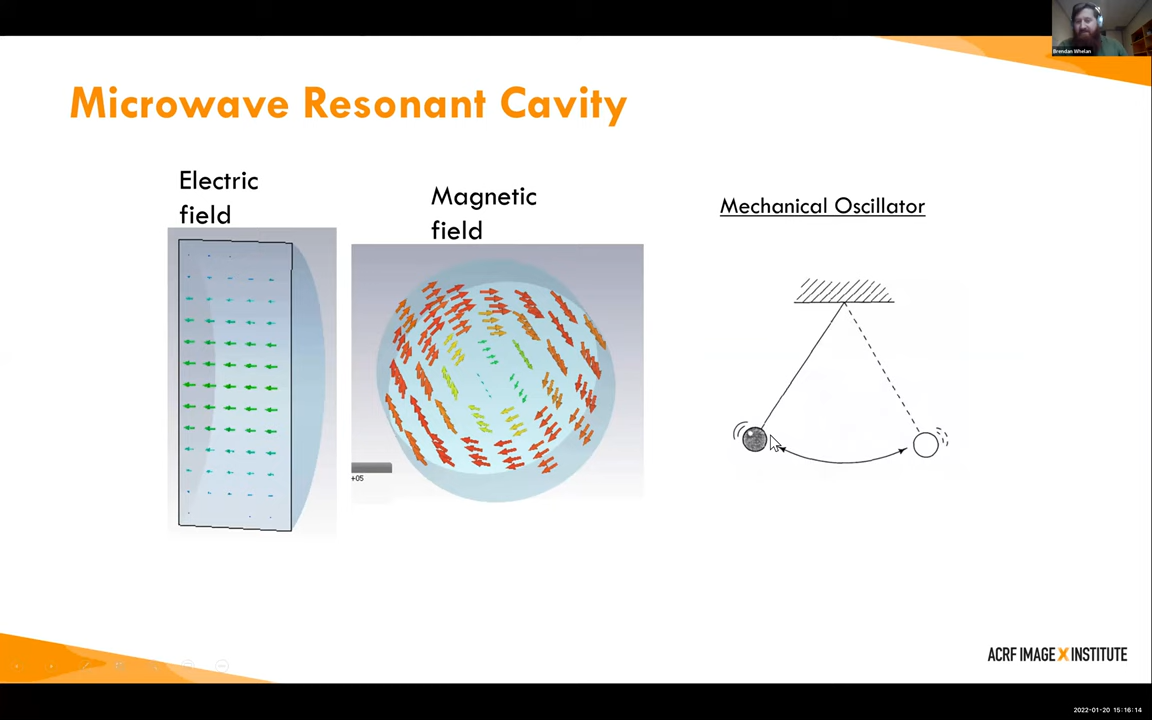 Brendan Whelan
Microwave Resonant Cavity
Electric
field
Magnetic
field
Mechanical Oscillator
+05
ACRF IMAGE X INSTITUTE
2022-01-20 15:16:14